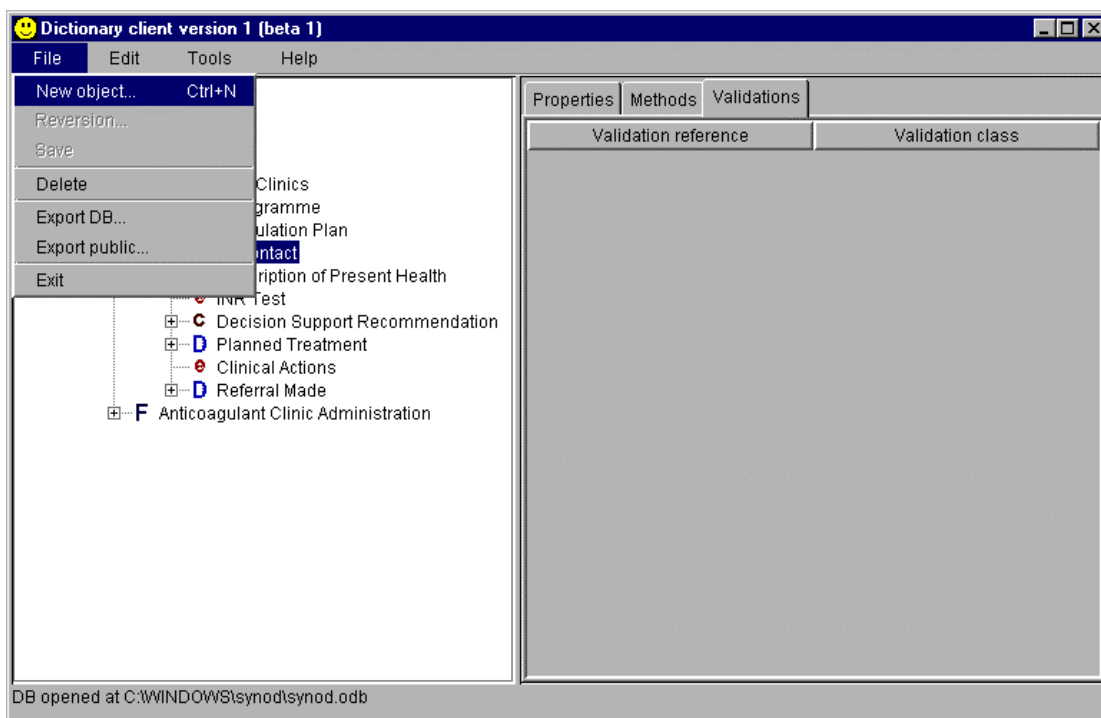 Dictionary client version 1 (beta 1)
File Edit Tools Help
New object... Ctrl+N
Reversion...
Save
Delete
Export DB...
Export public...
Exit
Clinics
gramme
ulation Plan
ntact
ription of Present Health
INR Test
C Decision Support Recommendation
D Planned Treatment
e Clinical Actions
D Referral Made
F Anticoagulant Clinic Administration
Properties Methods Validations
Validation reference Validation class
DB opened at C:\WINDOWS\synod\synod.odb